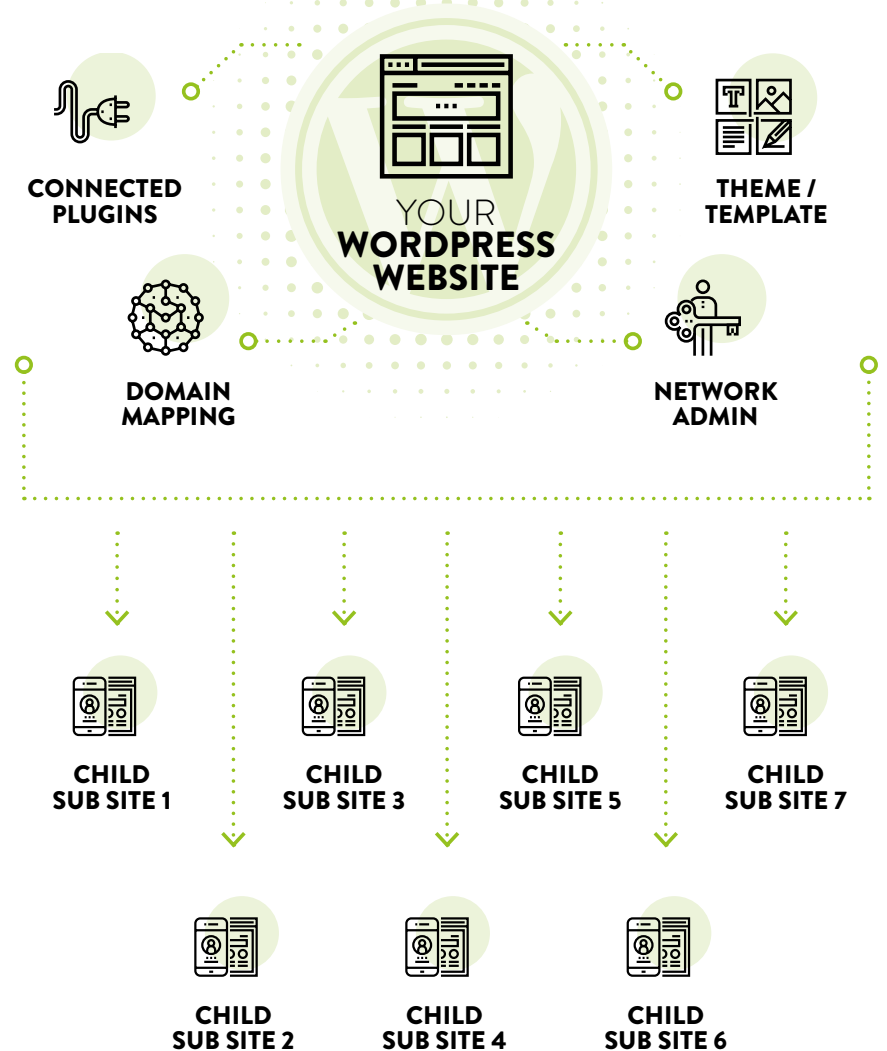 YOUR
WORDPRESS
WEBSITE
CONNECTED
PLUGINS
THEME /
TEMPLATE
DOMAIN
MAPPING
NETWORK
ADMIN
CHILD
SUB SITE 1
CHILD
SUB SITE 3
CHILD
SUB SITE 5
CHILD
SUB SITE 7
CHILD
SUB SITE 2
CHILD
SUB SITE 4
CHILD
SUB SITE 6